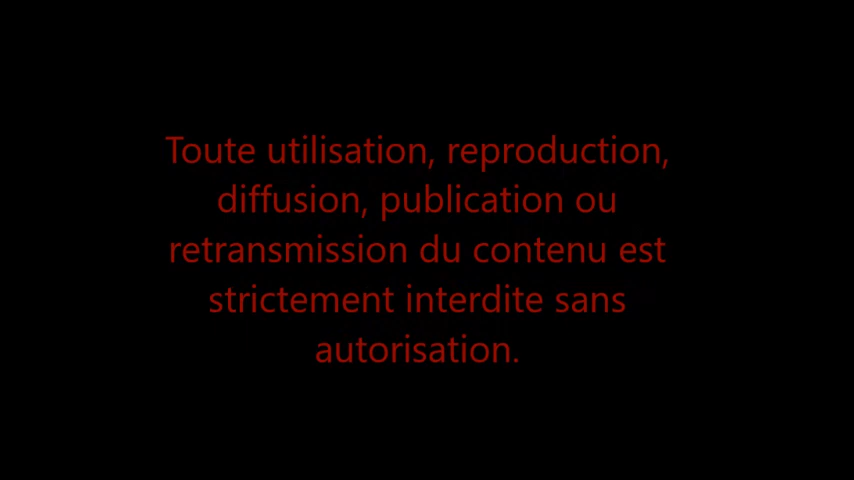 Toute utilisation, reproduction,
diffusion, publication ou
retransmission du contenu est
strictement interdite sans
autorisation.